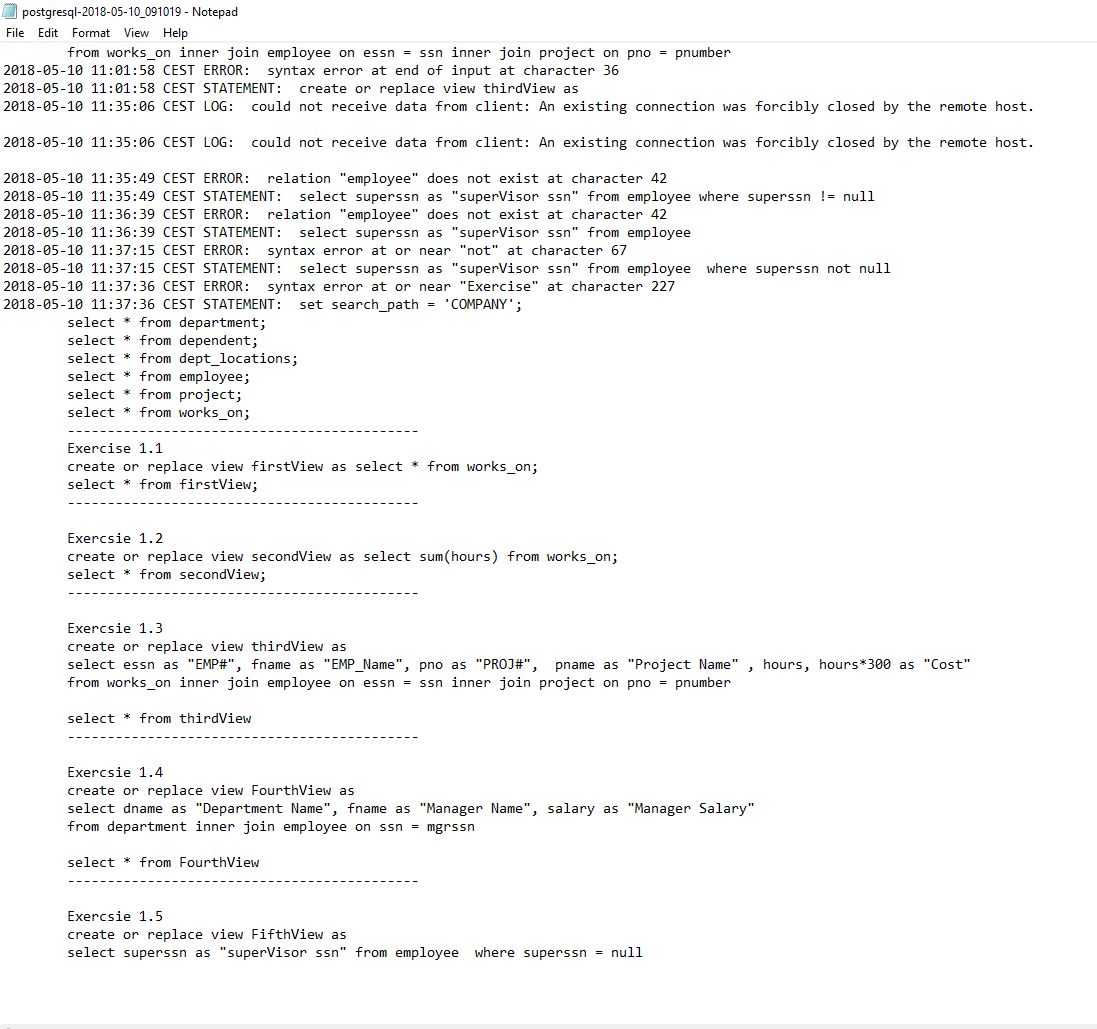 postgresql-2018-05-10_091019 - Notepad
File Edit Format View Help
from works_on inner join employee on essn = ssn inner join project on pno = pnumber
2018-05-10 11:01:58 CEST ERROR:  syntax error at end of input at character 36
2018-05-10 11:01:58 CEST STATEMENT:  create or replace view thirdView as
2018-05-10 11:35:06 CEST LOG:  could not receive data from client: An existing connection was forcibly closed by the remote host.
2018-05-10 11:35:06 CEST LOG:  could not receive data from client: An existing connection was forcibly closed by the remote host.
2018-05-10 11:35:49 CEST ERROR:  relation "employee" does not exist at character 42
2018-05-10 11:35:49 CEST STATEMENT:  select superssn as "superVisor ssn" from employee where superssn != null
2018-05-10 11:36:39 CEST ERROR:  relation "employee" does not exist at character 42
2018-05-10 11:36:39 CEST STATEMENT:  select superssn as "superVisor ssn" from employee
2018-05-10 11:37:15 CEST ERROR:  syntax error at or near "not" at character 67
2018-05-10 11:37:15 CEST STATEMENT:  select superssn as "superVisor ssn" from employee  where superssn not null
2018-05-10 11:37:36 CEST ERROR:  syntax error at or near "Exercise" at character 227
2018-05-10 11:37:36 CEST STATEMENT:  set search_path = 'COMPANY';
select * from department;
select * from dependent;
select * from dept_locations;
select * from employee;
select * from project;
select * from works_on;
--------------------------------------------
Exercise 1.1
create or replace view firstView as select * from works_on;
select * from firstView;
--------------------------------------------
Exercsie 1.2
create or replace view secondView as select sum(hours) from works_on;
select * from secondView;
--------------------------------------------
Exercsie 1.3
create or replace view thirdView as
select essn as "EMP#", fname as "EMP_Name", pno as "PROJ#",  pname as "Project Name" , hours, hours*300 as "Cost"
from works_on inner join employee on essn = ssn inner join project on pno = pnumber
select * from thirdView
--------------------------------------------
Exercsie 1.4
create or replace view FourthView as
select dname as "Department Name", fname as "Manager Name", salary as "Manager Salary"
from department inner join employee on ssn = mgrssn
select * from FourthView
--------------------------------------------
Exercsie 1.5
create or replace view FifthView as
select superssn as "superVisor ssn" from employee  where superssn = null